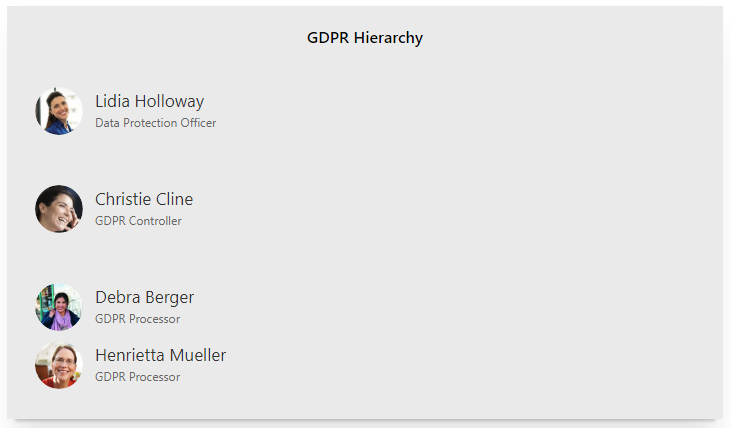 GDPR Hierarchy
Lidia Holloway
Data Protection Officer
Christie Cline
GDPR Controller
Debra Berger
GDPR Processor
Henrietta Mueller
GDPR Processor